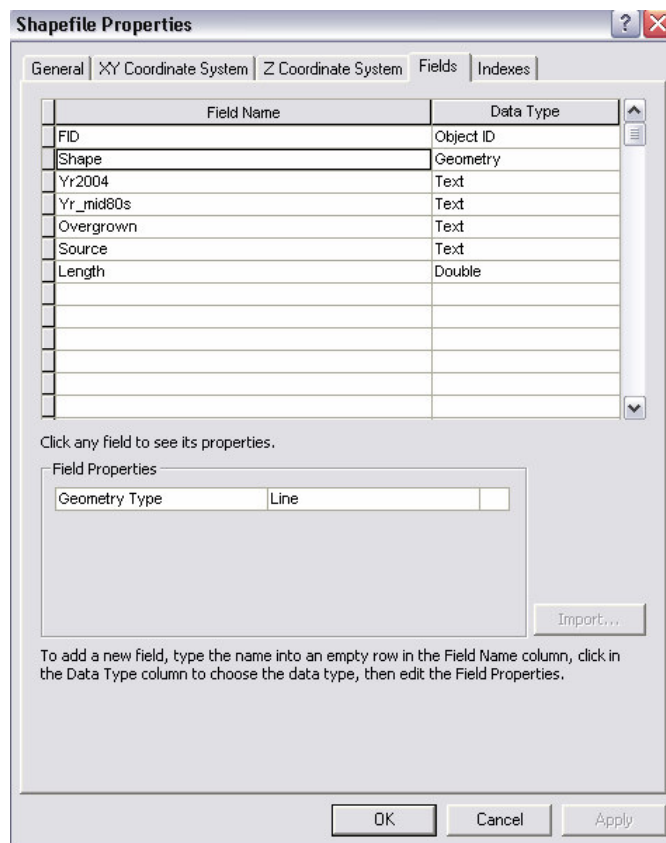 Shapefile Properties
General XY Coordinate System Z Coordinate System Fields Indexes
Field Name Data Type
FID Object ID
Shape Geometry
Yr2004 Text
Yr_mid80s Text
Overgrown Text
Source Text
Length Double
Click any field to see its properties.
Field Properties
Geometry Type Line
Import...
To add a new field, type the name into an empty row in the Field Name column, click in
the Data Type column to choose the data type, then edit the Field Properties.
OK Cancel Apply